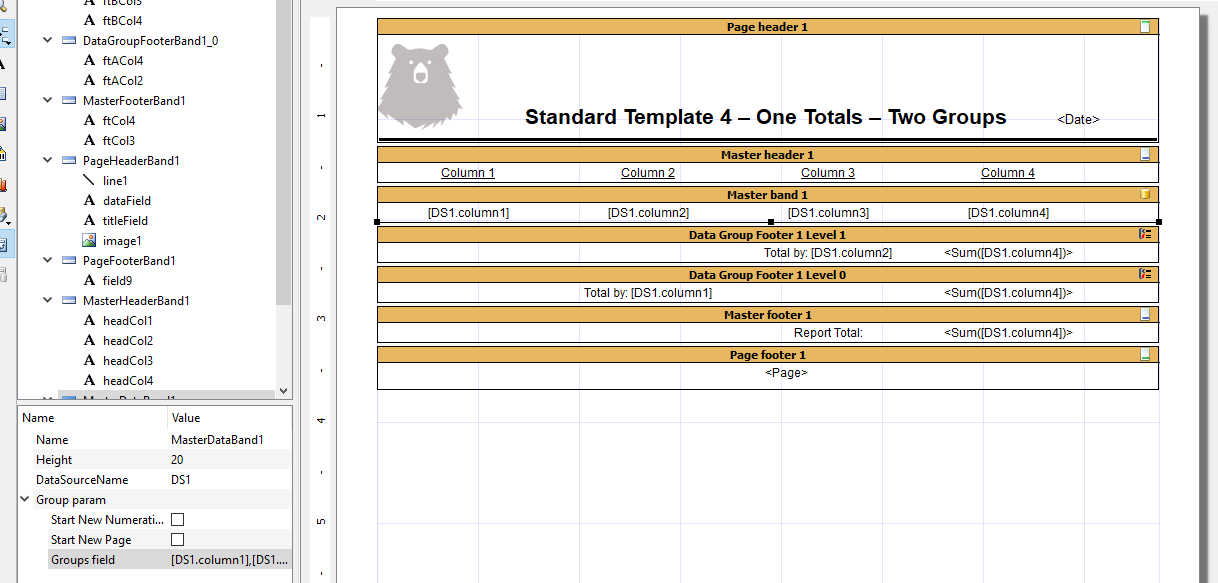 ftBCol3
ftBCol4
DataGroupFooterBand1_0
ftACol4
ftACol2
MasterFooterBand1
ftCol4
ftCol3
PageHeaderBand1
line1
dataField
titleField
image1
PageFooterBand1
field9
MasterHeaderBand1
headCol1
headCol2
headCol3
headCol4
MasterDataBand1
Name Value
Name MasterDataBand1
Height 20
DataSourceName DS1
Group param
Start New Numerati...
Start New Page
Groups field [DS1.column1],[DS1....
1
2
3
4
5
Page header 1
Standard Template 4 – One Totals – Two Groups <Date>
Master header 1
Column 1 Column 2 Column 3 Column 4
Master band 1
[DS1.column1] [DS1.column2] [DS1.column3] [DS1.column4]
Data Group Footer 1 Level 1
Total by: [DS1.column2] <Sum([DS1.column4])>
Data Group Footer 1 Level 0
Total by: [DS1.column1] <Sum([DS1.column4])>
Master footer 1
Report Total: <Sum([DS1.column4])>
Page footer 1
<Page>